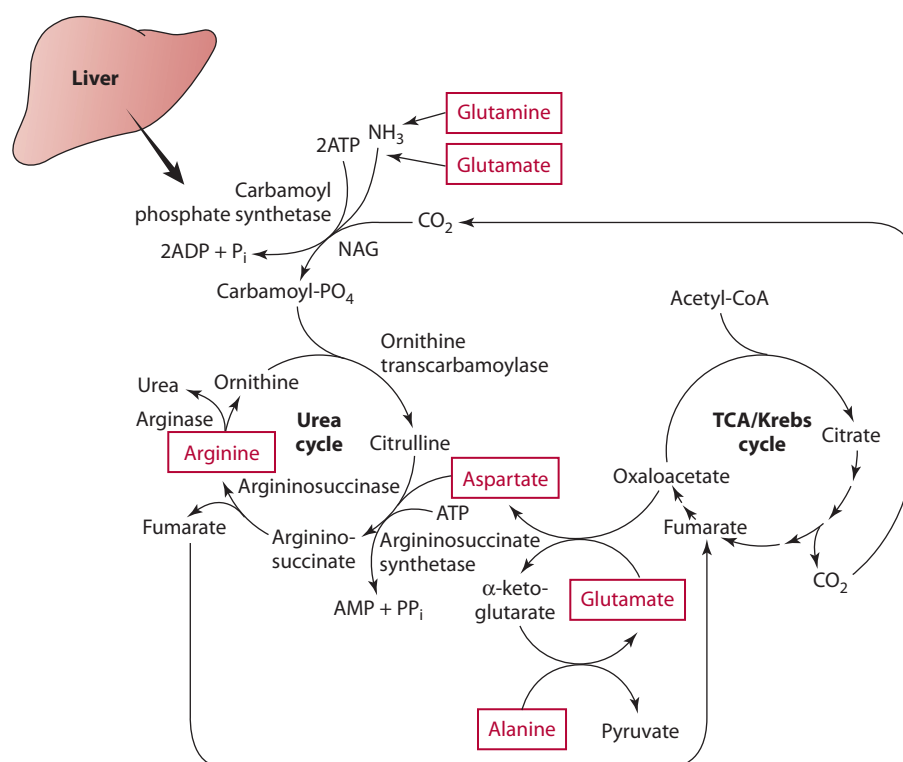 Liver
Glutamine
NH₃
2ATP
Glutamate
Carbamoyl
phosphate synthetase
CO₂
2ADP + Pᵢ
NAG
Carbamoyl-PO₄
Acetyl-CoA
Ornithine
transcarbamoylase
Urea
Ornithine
Arginase
Urea
cycle
TCA/Krebs
cycle
Citrulline
Citrate
Arginine
Aspartate
Oxaloacetate
Argininosuccinase
ATP
Fumarate
Arginino-
succinate
Argininosuccinate
synthetase
Fumarate
α-keto-
glutarate
Glutamate
CO₂
AMP + PPᵢ
Alanine
Pyruvate